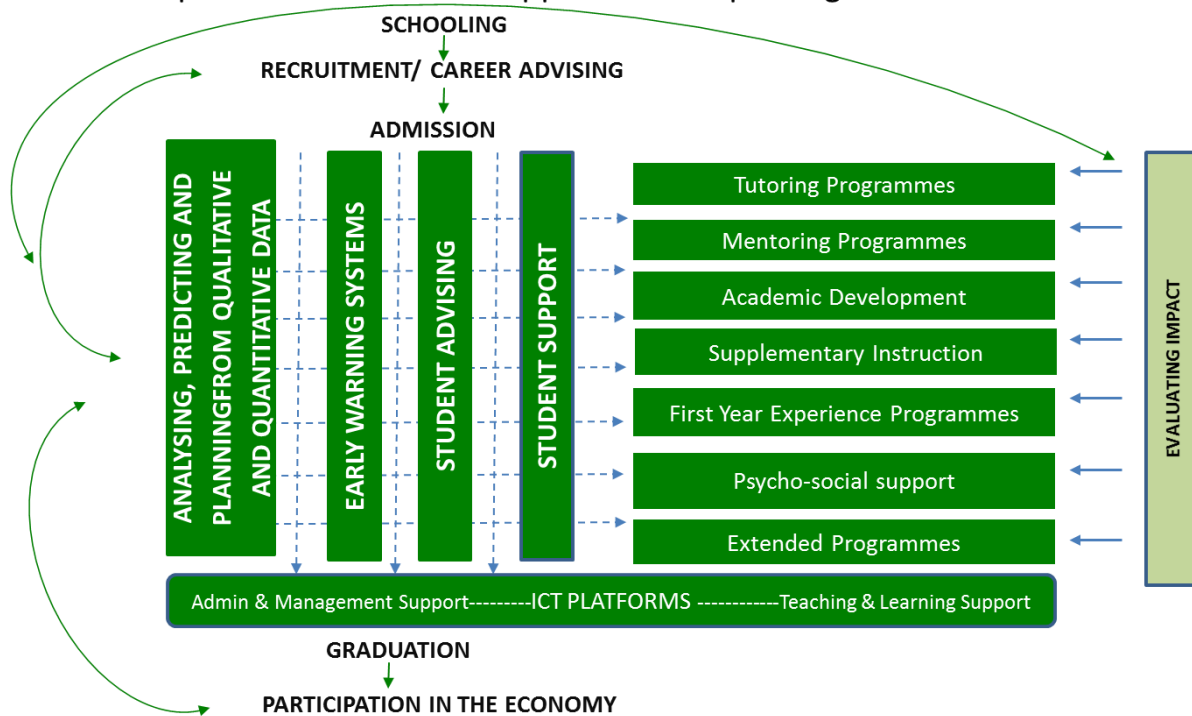 SCHOOLING
RECRUITMENT/ CAREER ADVISING
ADMISSION
ANALYSING, PREDICTING AND
PLANNINGFROM QUALITATIVE
AND QUANTITATIVE DATA
EARLY WARNING SYSTEMS
STUDENT ADVISING
STUDENT SUPPORT
Tutoring Programmes
Mentoring Programmes
Academic Development
Supplementary Instruction
First Year Experience Programmes
Psycho-social support
Extended Programmes
EVALUATING IMPACT
Admin & Management Support---------ICT PLATFORMS ------------Teaching & Learning Support
GRADUATION
PARTICIPATION IN THE ECONOMY